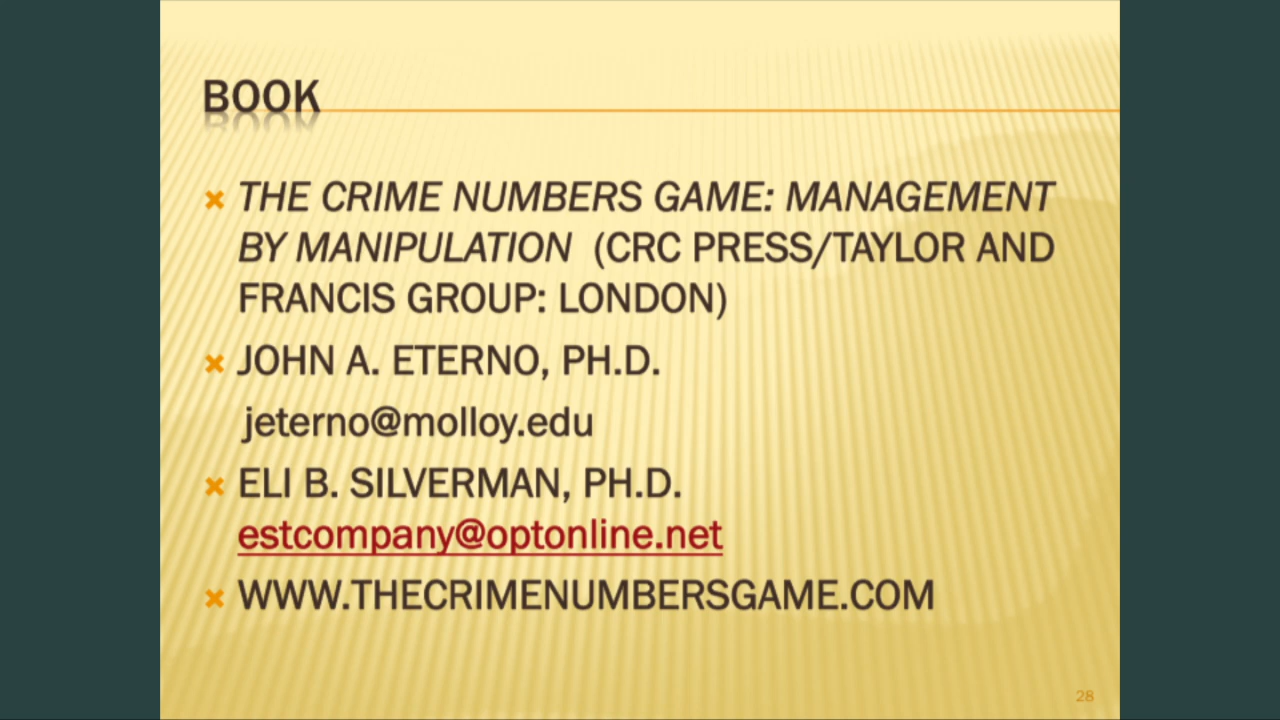 BOOK
THE CRIME NUMBERS GAME: MANAGEMENT
BY MANIPULATION (CRC PRESS/TAYLOR AND
FRANCIS GROUP: LONDON)
JOHN A. ETERNO, PH.D.
jeterno@molloy.edu
ELI B. SILVERMAN, PH.D.
estcompany@optonline.net
WWW.THECRIMENUMBERSGAME.COM
28